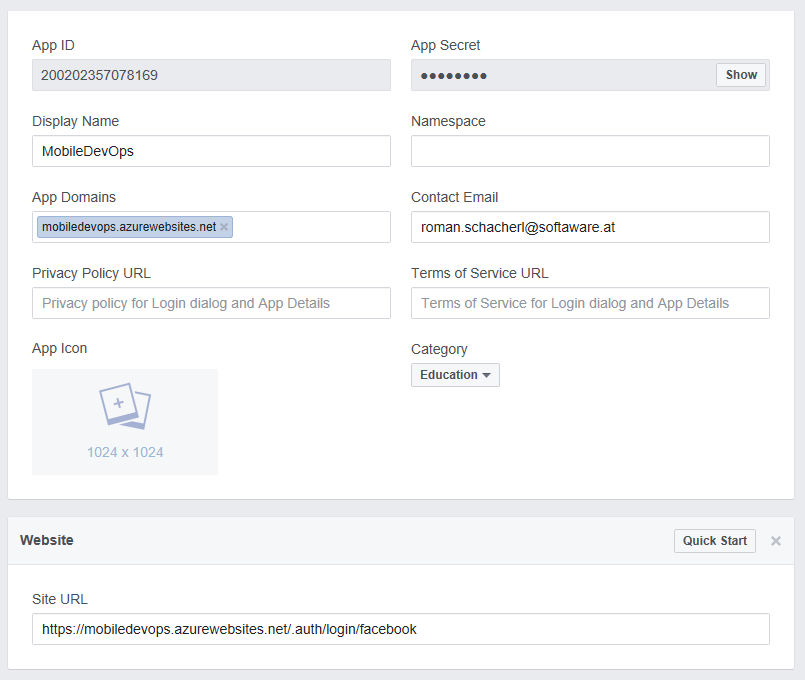 App ID
App Secret
200202357078169
●●●●●●●●
Show
Display Name
Namespace
MobileDevOps
App Domains
Contact Email
mobiledevops.azurewebsites.net ×
roman.schacherl@softaware.at
Privacy Policy URL
Terms of Service URL
Privacy policy for Login dialog and App Details
Terms of Service for Login dialog and App Details
App Icon
Category
Education
1024 x 1024
Website
Quick Start
×
Site URL
https://mobiledevops.azurewebsites.net/.auth/login/facebook